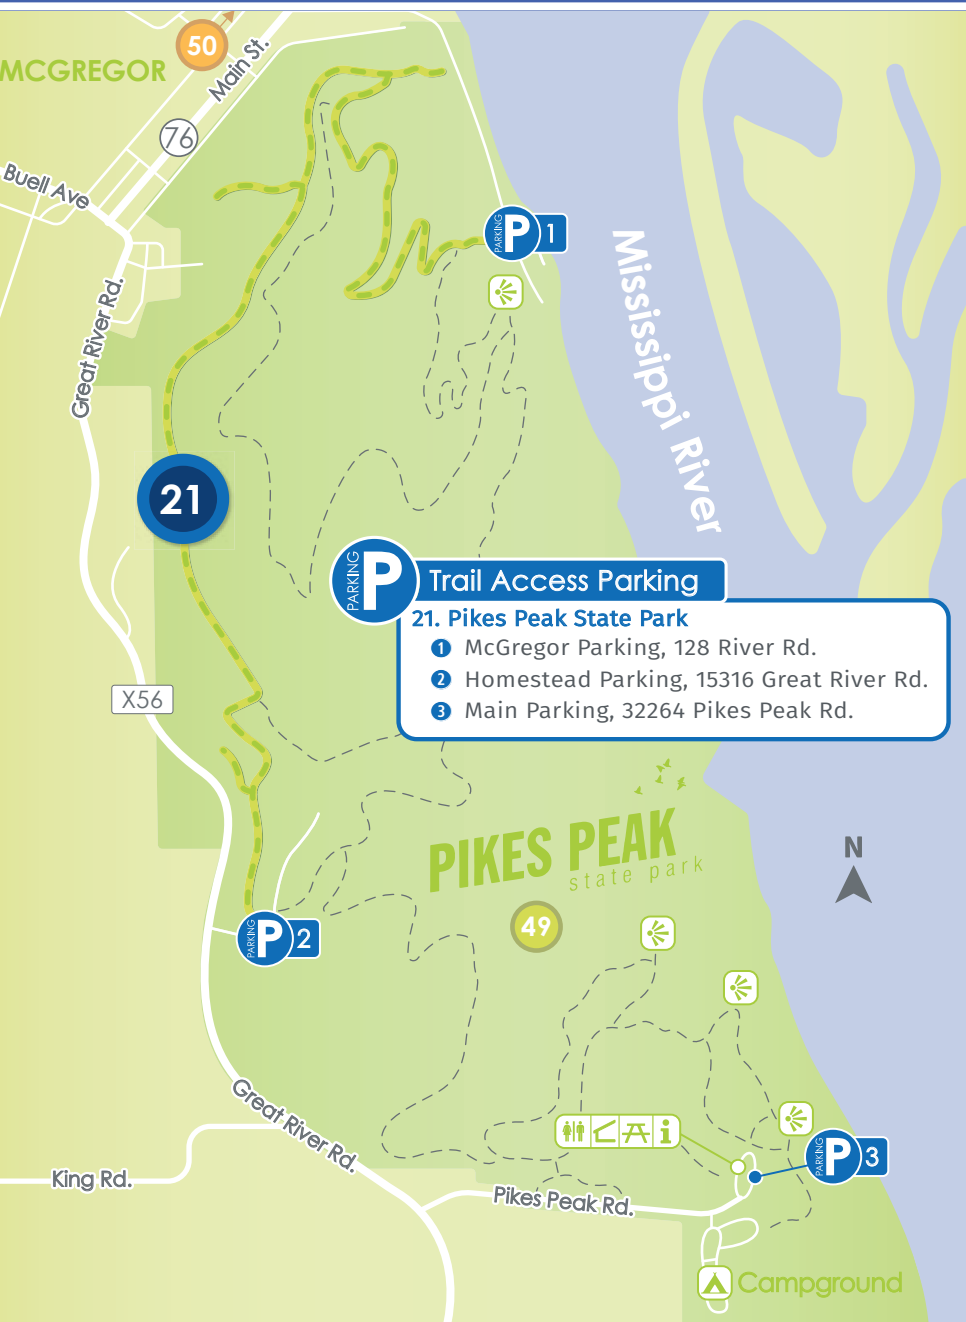 50
MCGREGOR
Main St.
76
Buell Ave
PARKING
P 1
Great River Rd.
Mississippi River
21
PARKING
P
Trail Access Parking
21. Pikes Peak State Park
1 McGregor Parking, 128 River Rd.
2 Homestead Parking, 15316 Great River Rd.
3 Main Parking, 32264 Pikes Peak Rd.
X56
PIKES PEAK
state park
N
49
PARKING
P 2
Great River Rd.
i
PARKING
P 3
King Rd.
Pikes Peak Rd.
Campground